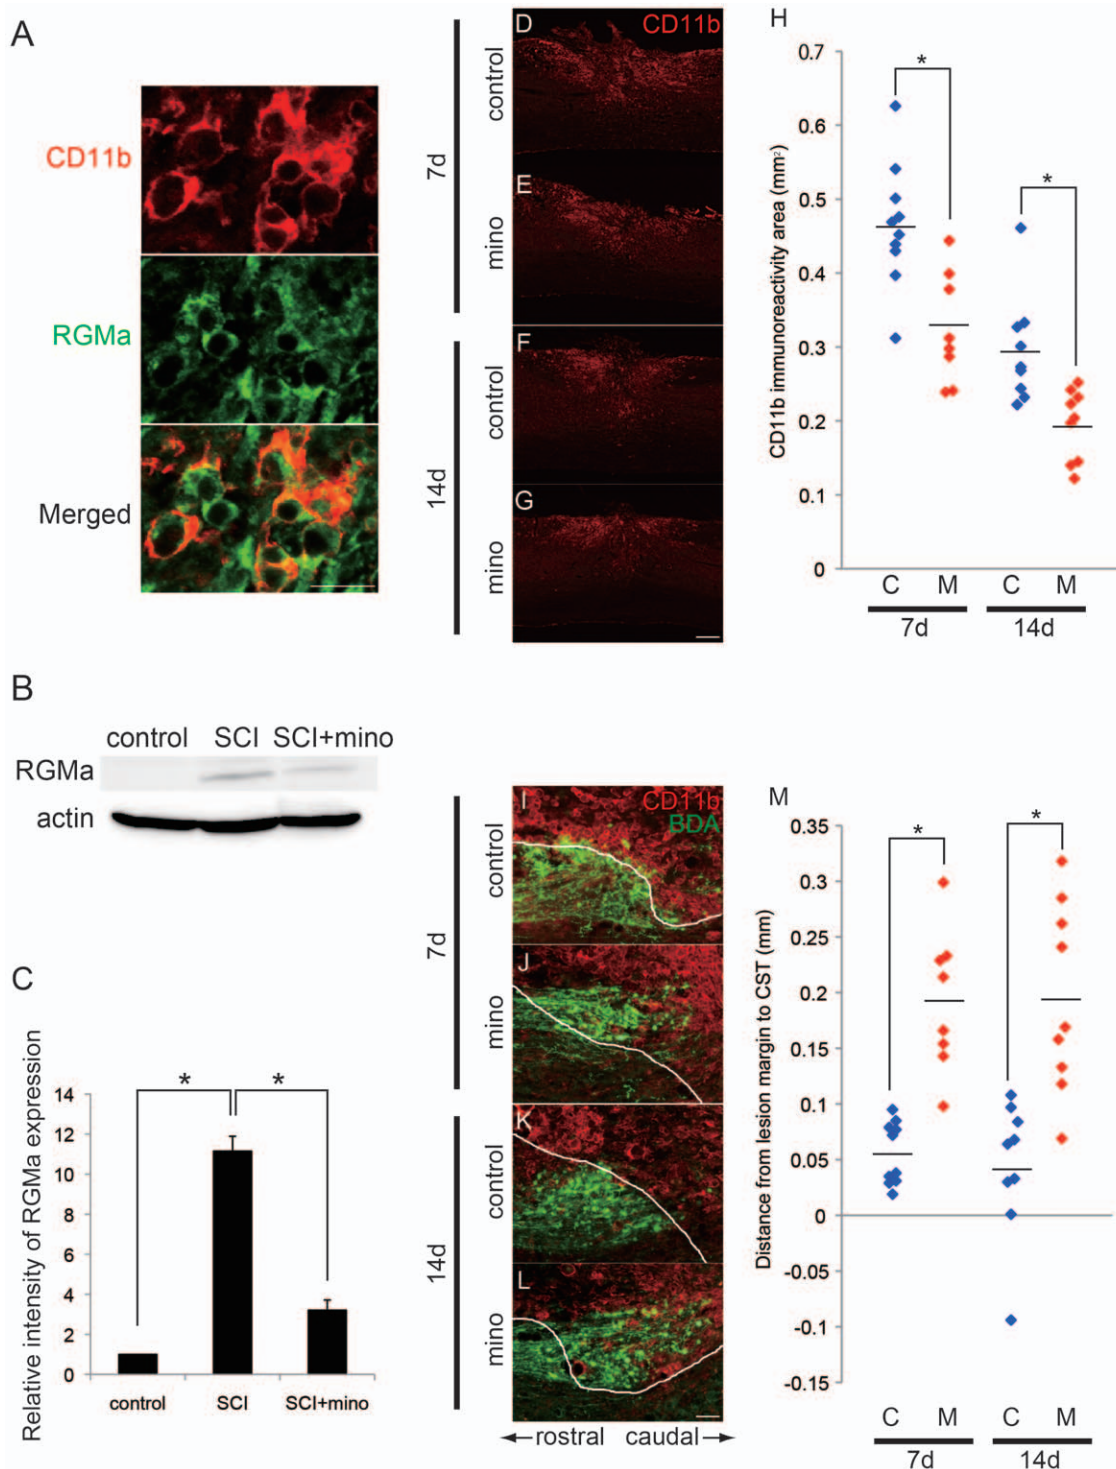 A
CD11b
RGMa
Merged
7d
14d
control
mino
control
mino
D
CD11b
E
F
G
H
CD11b immunoreactivity area (mm²)
0.7
0.6
0.5
0.4
0.3
0.2
0.1
0
*
*
C M C M
7d 14d
B
control SCI SCI+mino
RGMa
actin
C
Relative intensity of RGMa expression
14
12
10
8
6
4
2
0
*
*
control SCI SCI+mino
7d
14d
control
mino
control
mino
I
CD11b
BDA
J
K
L
←rostral caudal→
M
Distance from lesion margin to CST (mm)
0.35
0.3
0.25
0.2
0.15
0.1
0.05
0
-0.05
-0.1
-0.15
*
*
C M C M
7d 14d